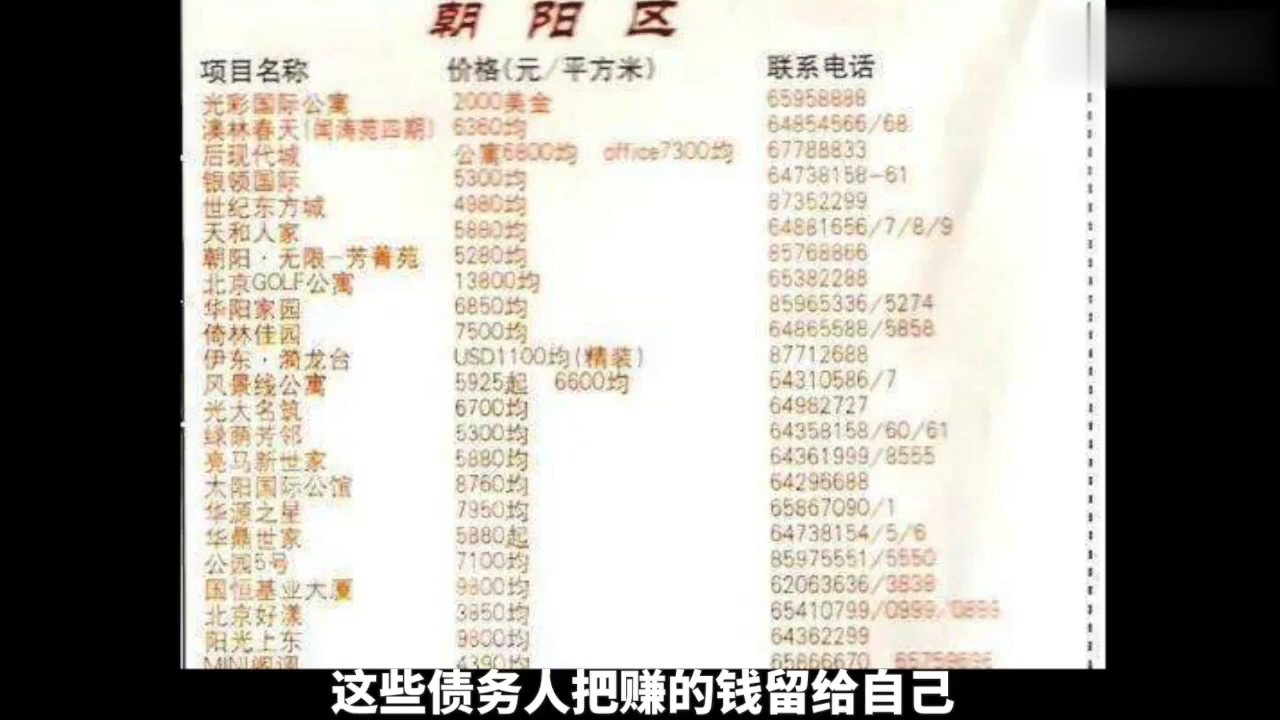 朝阳区
项目名称 价格(元/平方米) 联系电话
光彩国际公寓 2000美金 65958888
澳林春天(闻涛苑四期) 6360均 64854566/68
后现代城 公寓6800均 office7300均 67788833
银领国际 5300均 64738158-61
世纪东方城 4980均 87352299
天和人家 5880均 64881656/7/8/9
朝阳·无限-芳菁苑 5280均 85768866
北京GOLF公寓 13800均 65382288
华阳家园 6850均 85965336/5274
倚林佳园 7500均 64865588/5858
伊东·漪龙台 USD1100均(精装) 87712688
风景线公寓 5925起 6600均 64310586/7
光大名筑 6700均 64982727
绿荫芳邻 5300均 64358158/60/61
亮马新世家 5880均 64361999/8555
太阳国际公馆 8760均 64296688
华源之星 7950均 65867090/1
华鼎世家 5880起 64738154/5/6
公园5号 7100均 85975551/5550
国恒基业大厦 9800均 62063636/3838
北京好漾 3850均 65410799/0999/0899
阳光上东 9800均 64362299
MINI 4390均 65866670
这些债务人把赚的钱留给自己